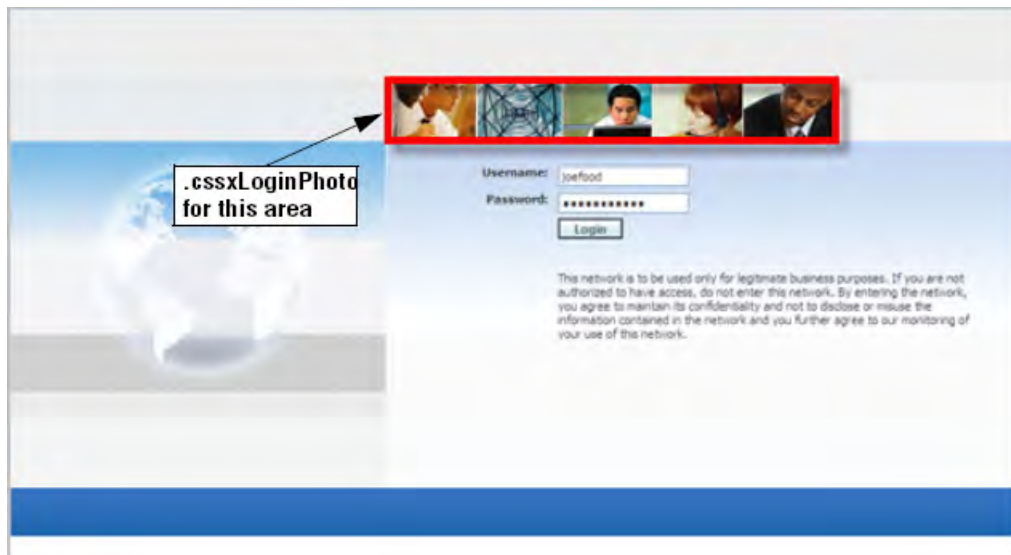 .cssxLoginPhoto
for this area
Username: Joefood
Password: ●●●●●●●●●●●
Login
This network is to be used only for legitimate business purposes. If you are not
authorized to have access, do not enter this network. By entering the network,
you agree to maintain its confidentiality and not to disclose or misuse the
information contained in the network and you further agree to our monitoring of
your use of this network.